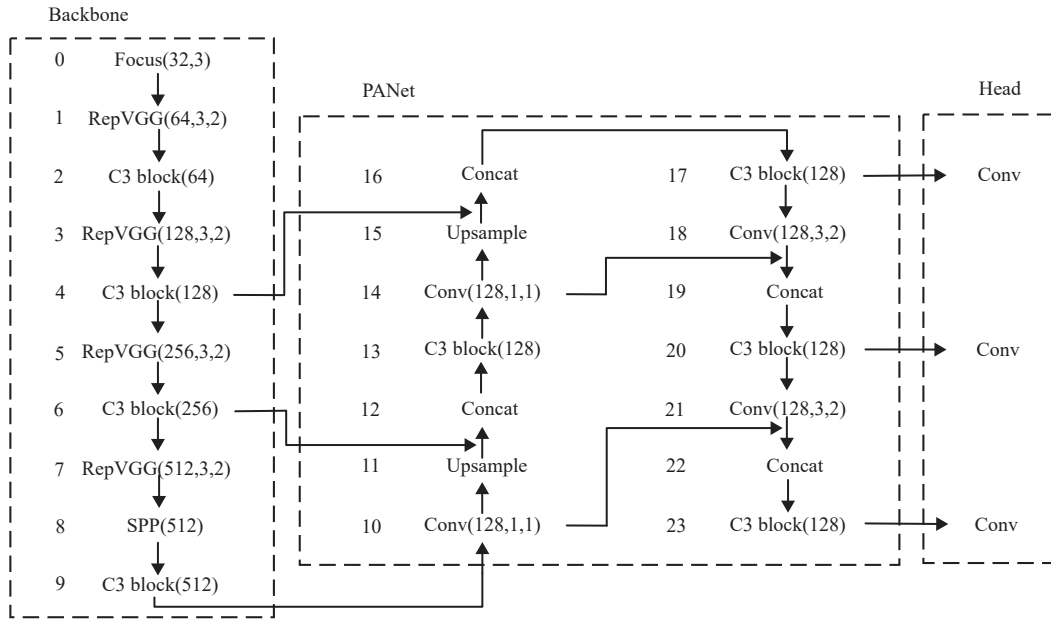 Backbone
0 Focus(32,3)
1 RepVGG(64,3,2)
2 C3 block(64)
3 RepVGG(128,3,2)
4 C3 block(128)
5 RepVGG(256,3,2)
6 C3 block(256)
7 RepVGG(512,3,2)
8 SPP(512)
9 C3 block(512)
PANet
16 Concat
15 Upsample
14 Conv(128,1,1)
13 C3 block(128)
12 Concat
11 Upsample
10 Conv(128,1,1)
17 C3 block(128)
18 Conv(128,3,2)
19 Concat
20 C3 block(128)
21 Conv(128,3,2)
22 Concat
23 C3 block(128)
Head
Conv
Conv
Conv